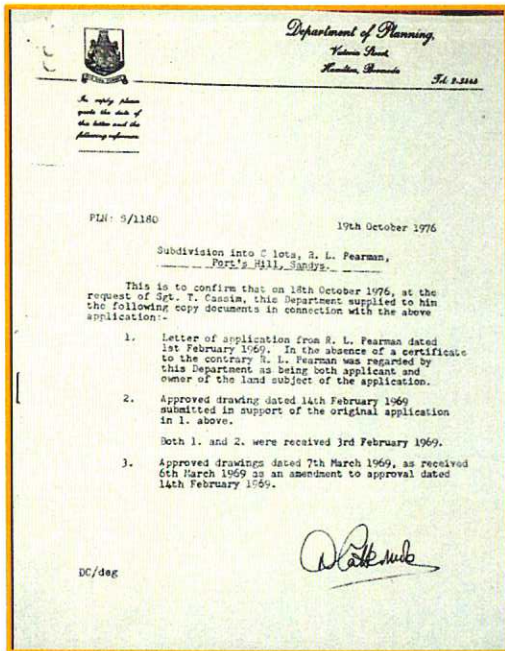 Department of Planning,
Victoria Street,
Hamilton, Bermuda
Tel: 2-
In reply please
quote the date of
this letter and the
following reference
PLN: S/1180
19th October 1976
Subdivision into C lots, R. L. Pearman,
Port's Hill, Sandys.
This is to confirm that on 18th October 1976, at the
request of Sgt. T. Cassim, this Department supplied to him
the following copy documents in connection with the above
application:-
1. Letter of application from R. L. Pearman dated
1st February 1969. In the absence of a certificate
to the contrary R. L. Pearman was regarded by
this Department as being both applicant and
owner of the land subject of the application.
2. Approved drawing dated 14th February 1969
submitted in support of the original application
in 1. above.
Both 1. and 2. were received 3rd February 1969.
3. Approved drawings dated 7th March 1969, as received
6th March 1969 as an amendment to approval dated
14th February 1969.
DC/deg